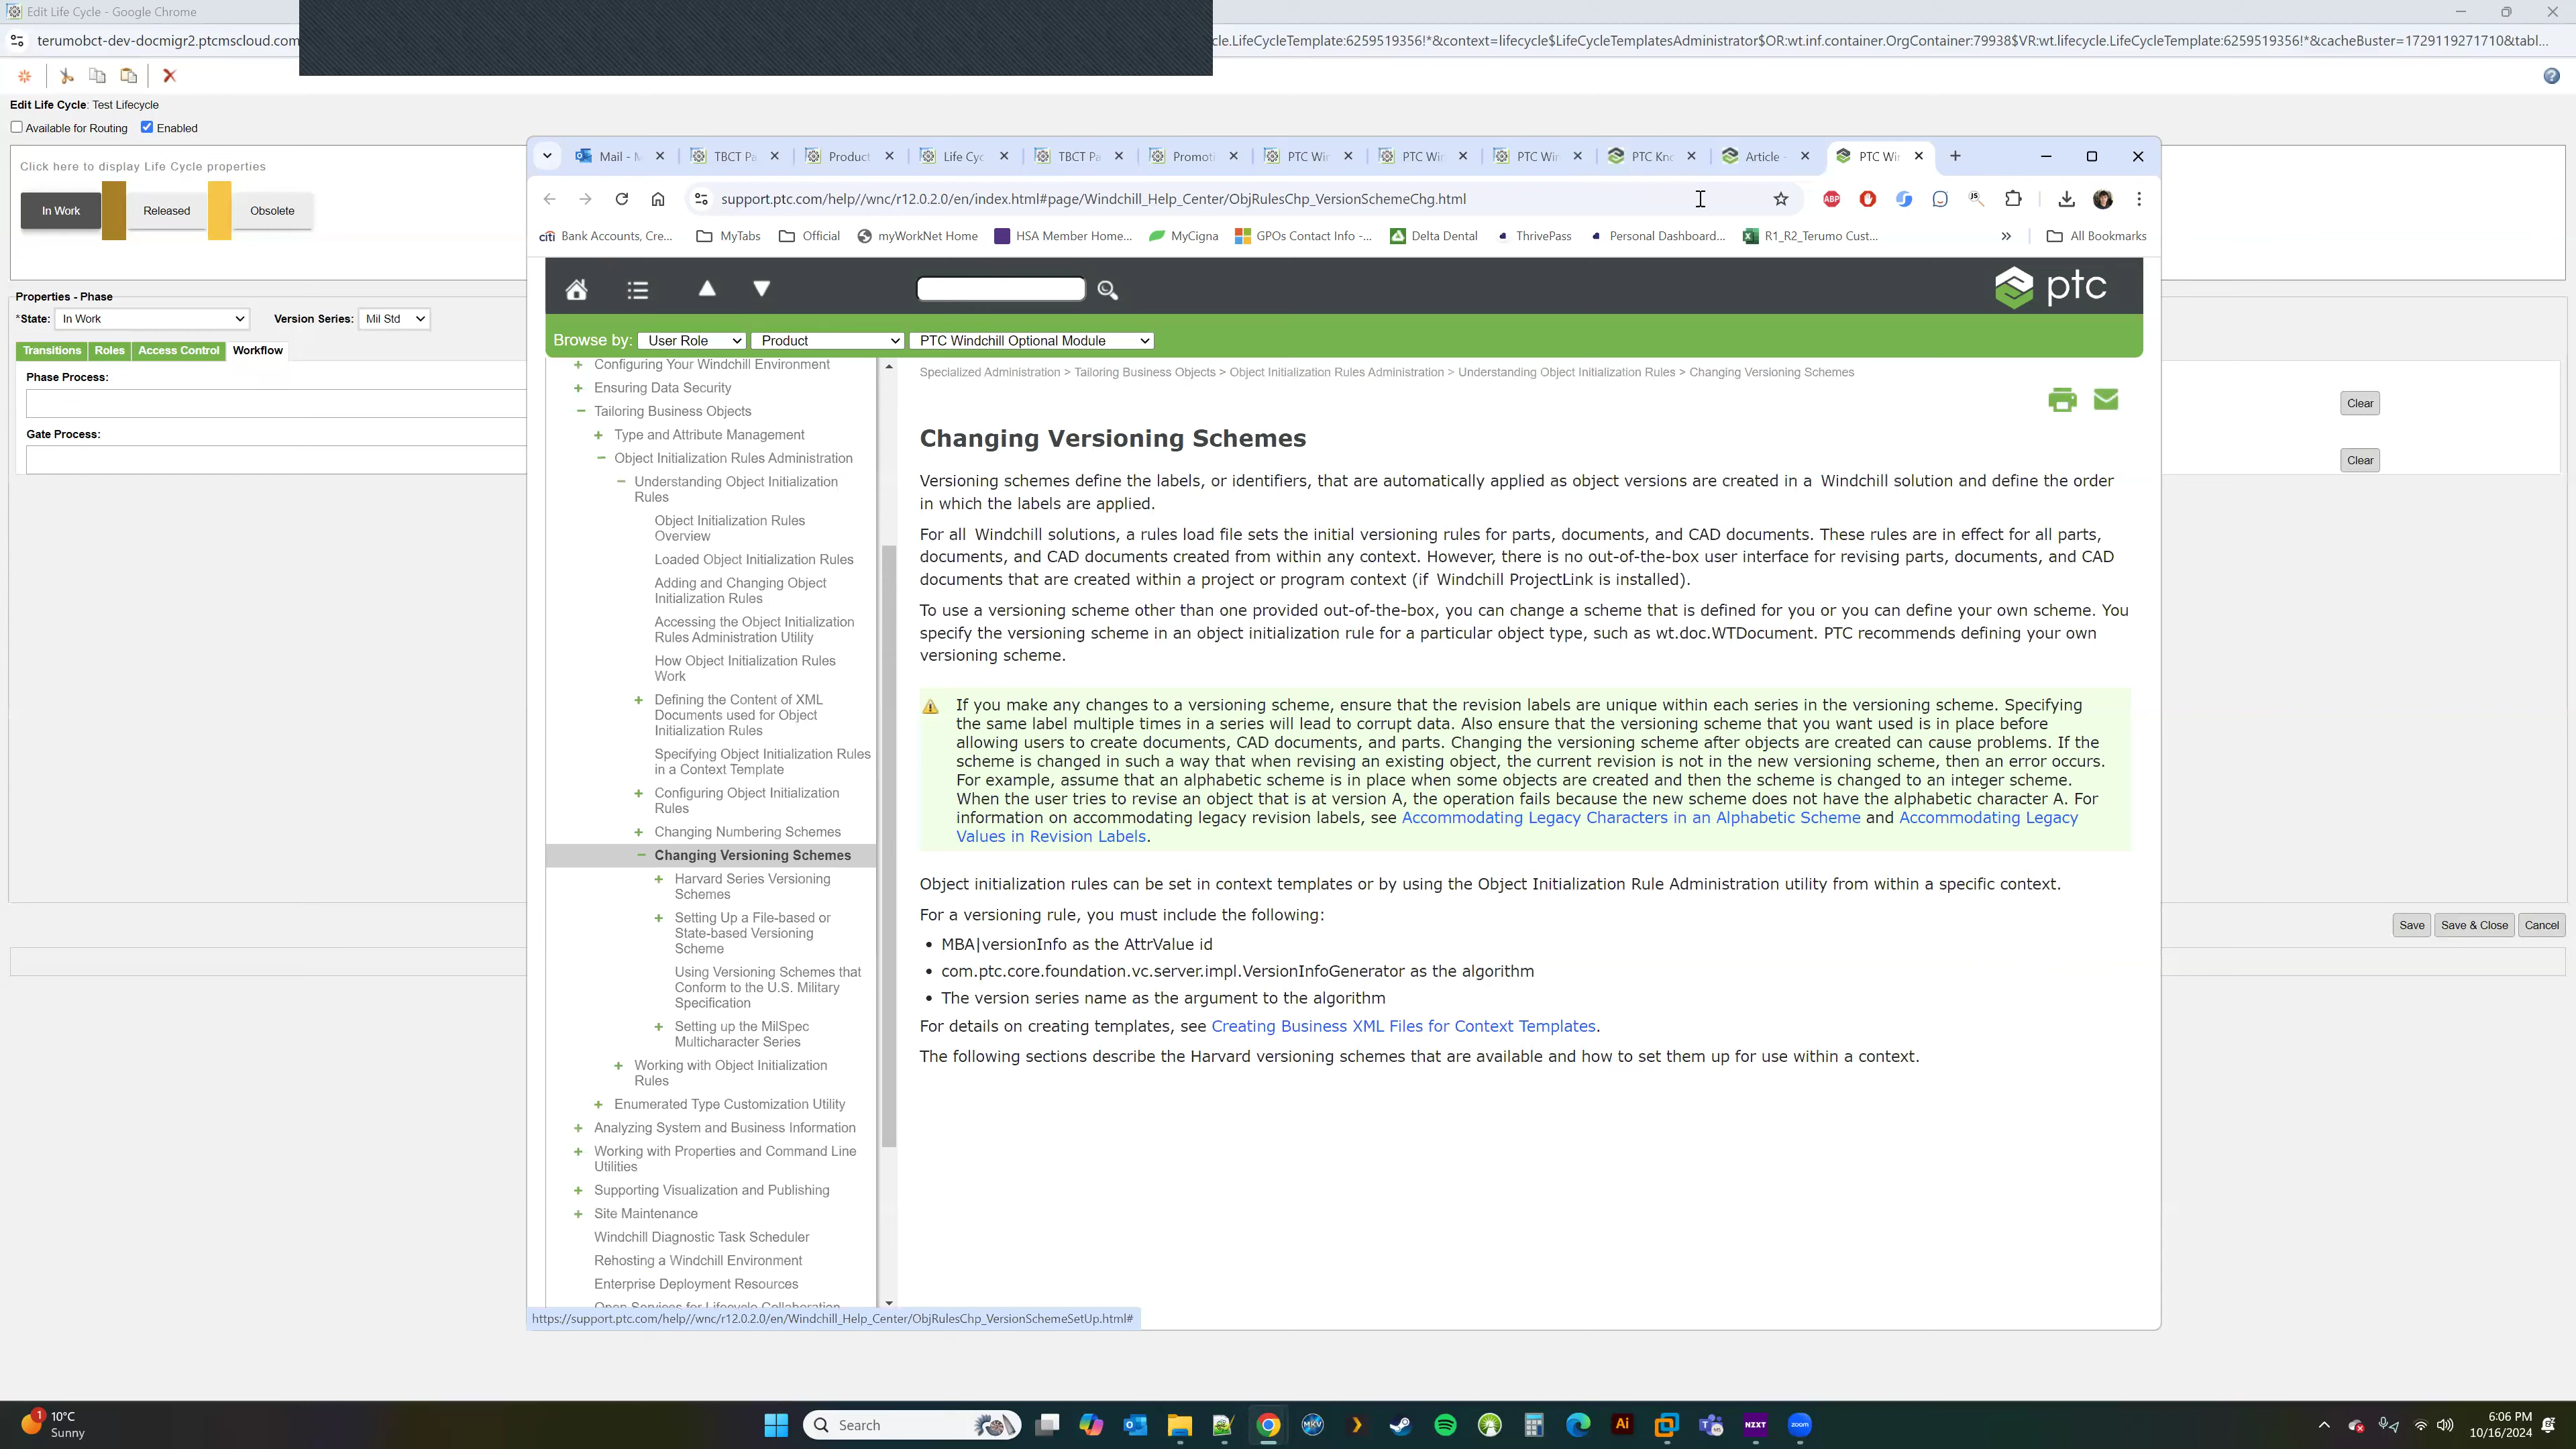 Edit Life Cycle - Google Chrome
terumobct-dev-docmigr2.ptcmscloud.com
cle.LifeCycleTemplate:6259519356!*&context=lifecycle$LifeCycleTemplatesAdministrator$OR:wt.inf.container.OrgContainer:79938$VR:wt.lifecycle.LifeCycleTemplate:6259519356!*&cacheBuster=1729119271710&tabl...
Edit Life Cycle: Test Lifecycle
Available for Routing Enabled
Click here to display Life Cycle properties
In Work Released Obsolete
Properties - Phase
*State: In Work Version Series: Mil Std
Transitions Roles Access Control Workflow
Phase Process:
Clear
Gate Process:
Clear
Save Save & Close Cancel
Mail - TBCT Pa Product Life Cyc TBCT Pa Promoti PTC Win PTC Win PTC Win PTC Kno Article - PTC Win
support.ptc.com/help//wnc/r12.0.2.0/en/index.html#page/Windchill_Help_Center/ObjRulesChp_VersionSchemeChg.html
ABP
citi Bank Accounts, Cre... MyTabs Official myWorkNet Home HSA Member Home... MyCigna GPOs Contact Info -... Delta Dental ThrivePass Personal Dashboard... R1_R2_Terumo Cust... » All Bookmarks
ptc
Browse by: User Role Product PTC Windchill Optional Module
Configuring Your Windchill Environment
Ensuring Data Security
Tailoring Business Objects
Type and Attribute Management
Object Initialization Rules Administration
Understanding Object Initialization
Rules
Object Initialization Rules
Overview
Loaded Object Initialization Rules
Adding and Changing Object
Initialization Rules
Accessing the Object Initialization
Rules Administration Utility
How Object Initialization Rules
Work
Defining the Content of XML
Documents used for Object
Initialization Rules
Specifying Object Initialization Rules
in a Context Template
Configuring Object Initialization
Rules
Changing Numbering Schemes
Changing Versioning Schemes
Harvard Series Versioning
Schemes
Setting Up a File-based or
State-based Versioning
Scheme
Using Versioning Schemes that
Conform to the U.S. Military
Specification
Setting up the MilSpec
Multicharacter Series
Working with Object Initialization
Rules
Enumerated Type Customization Utility
Analyzing System and Business Information
Working with Properties and Command Line
Utilities
Supporting Visualization and Publishing
Site Maintenance
Windchill Diagnostic Task Scheduler
Rehosting a Windchill Environment
Enterprise Deployment Resources
Open Services for Lifecycle Collaboration
Specialized Administration > Tailoring Business Objects > Object Initialization Rules Administration > Understanding Object Initialization Rules > Changing Versioning Schemes
Changing Versioning Schemes
Versioning schemes define the labels, or identifiers, that are automatically applied as object versions are created in a Windchill solution and define the order
in which the labels are applied.
For all Windchill solutions, a rules load file sets the initial versioning rules for parts, documents, and CAD documents. These rules are in effect for all parts,
documents, and CAD documents created from within any context. However, there is no out-of-the-box user interface for revising parts, documents, and CAD
documents that are created within a project or program context (if Windchill ProjectLink is installed).
To use a versioning scheme other than one provided out-of-the-box, you can change a scheme that is defined for you or you can define your own scheme. You
specify the versioning scheme in an object initialization rule for a particular object type, such as wt.doc.WTDocument. PTC recommends defining your own
versioning scheme.
If you make any changes to a versioning scheme, ensure that the revision labels are unique within each series in the versioning scheme. Specifying
the same label multiple times in a series will lead to corrupt data. Also ensure that the versioning scheme that you want used is in place before
allowing users to create documents, CAD documents, and parts. Changing the versioning scheme after objects are created can cause problems. If the
scheme is changed in such a way that when revising an existing object, the current revision is not in the new versioning scheme, then an error occurs.
For example, assume that an alphabetic scheme is in place when some objects are created and then the scheme is changed to an integer scheme.
When the user tries to revise an object that is at version A, the operation fails because the new scheme does not have the alphabetic character A. For
information on accommodating legacy revision labels, see Accommodating Legacy Characters in an Alphabetic Scheme and Accommodating Legacy
Values in Revision Labels.
Object initialization rules can be set in context templates or by using the Object Initialization Rule Administration utility from within a specific context.
For a versioning rule, you must include the following:
• MBA|versionInfo as the AttrValue id
• com.ptc.core.foundation.vc.server.impl.VersionInfoGenerator as the algorithm
• The version series name as the argument to the algorithm
For details on creating templates, see Creating Business XML Files for Context Templates.
The following sections describe the Harvard versioning schemes that are available and how to set them up for use within a context.
https://support.ptc.com/help//wnc/r12.0.2.0/en/Windchill_Help_Center/ObjRulesChp_VersionSchemeSetUp.html#
1
10°C
Sunny
Search
MKV
Ai
NZXT
zoom
6:06 PM
10/16/2024